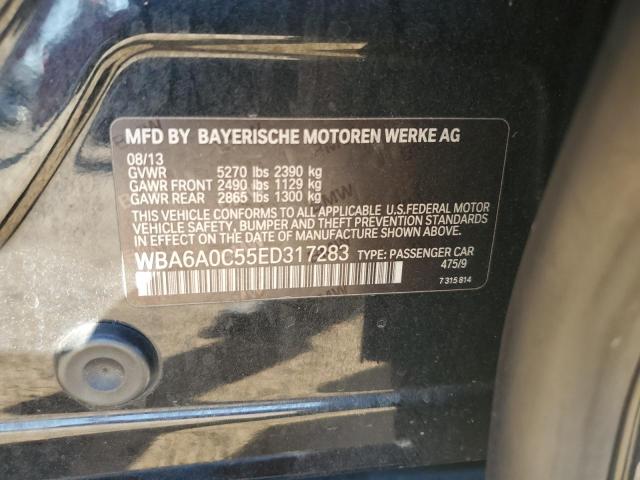 MFD BY BAYERISCHE MOTOREN WERKE AG
08/13
GVWR 5270 lbs 2390 kg
GAWR FRONT 2490 lbs 1129 kg
GAWR REAR 2865 lbs 1300 kg
THIS VEHICLE CONFORMS TO ALL APPLICABLE U.S.FEDERAL MOTOR
VEHICLE SAFETY, BUMPER AND THEFT PREVENTION STANDARDS
IN EFFECT ON THE DATE OF MANUFACTURE SHOWN ABOVE.
WBA6A0C55ED317283 TYPE: PASSENGER CAR
475/9
7 315 814